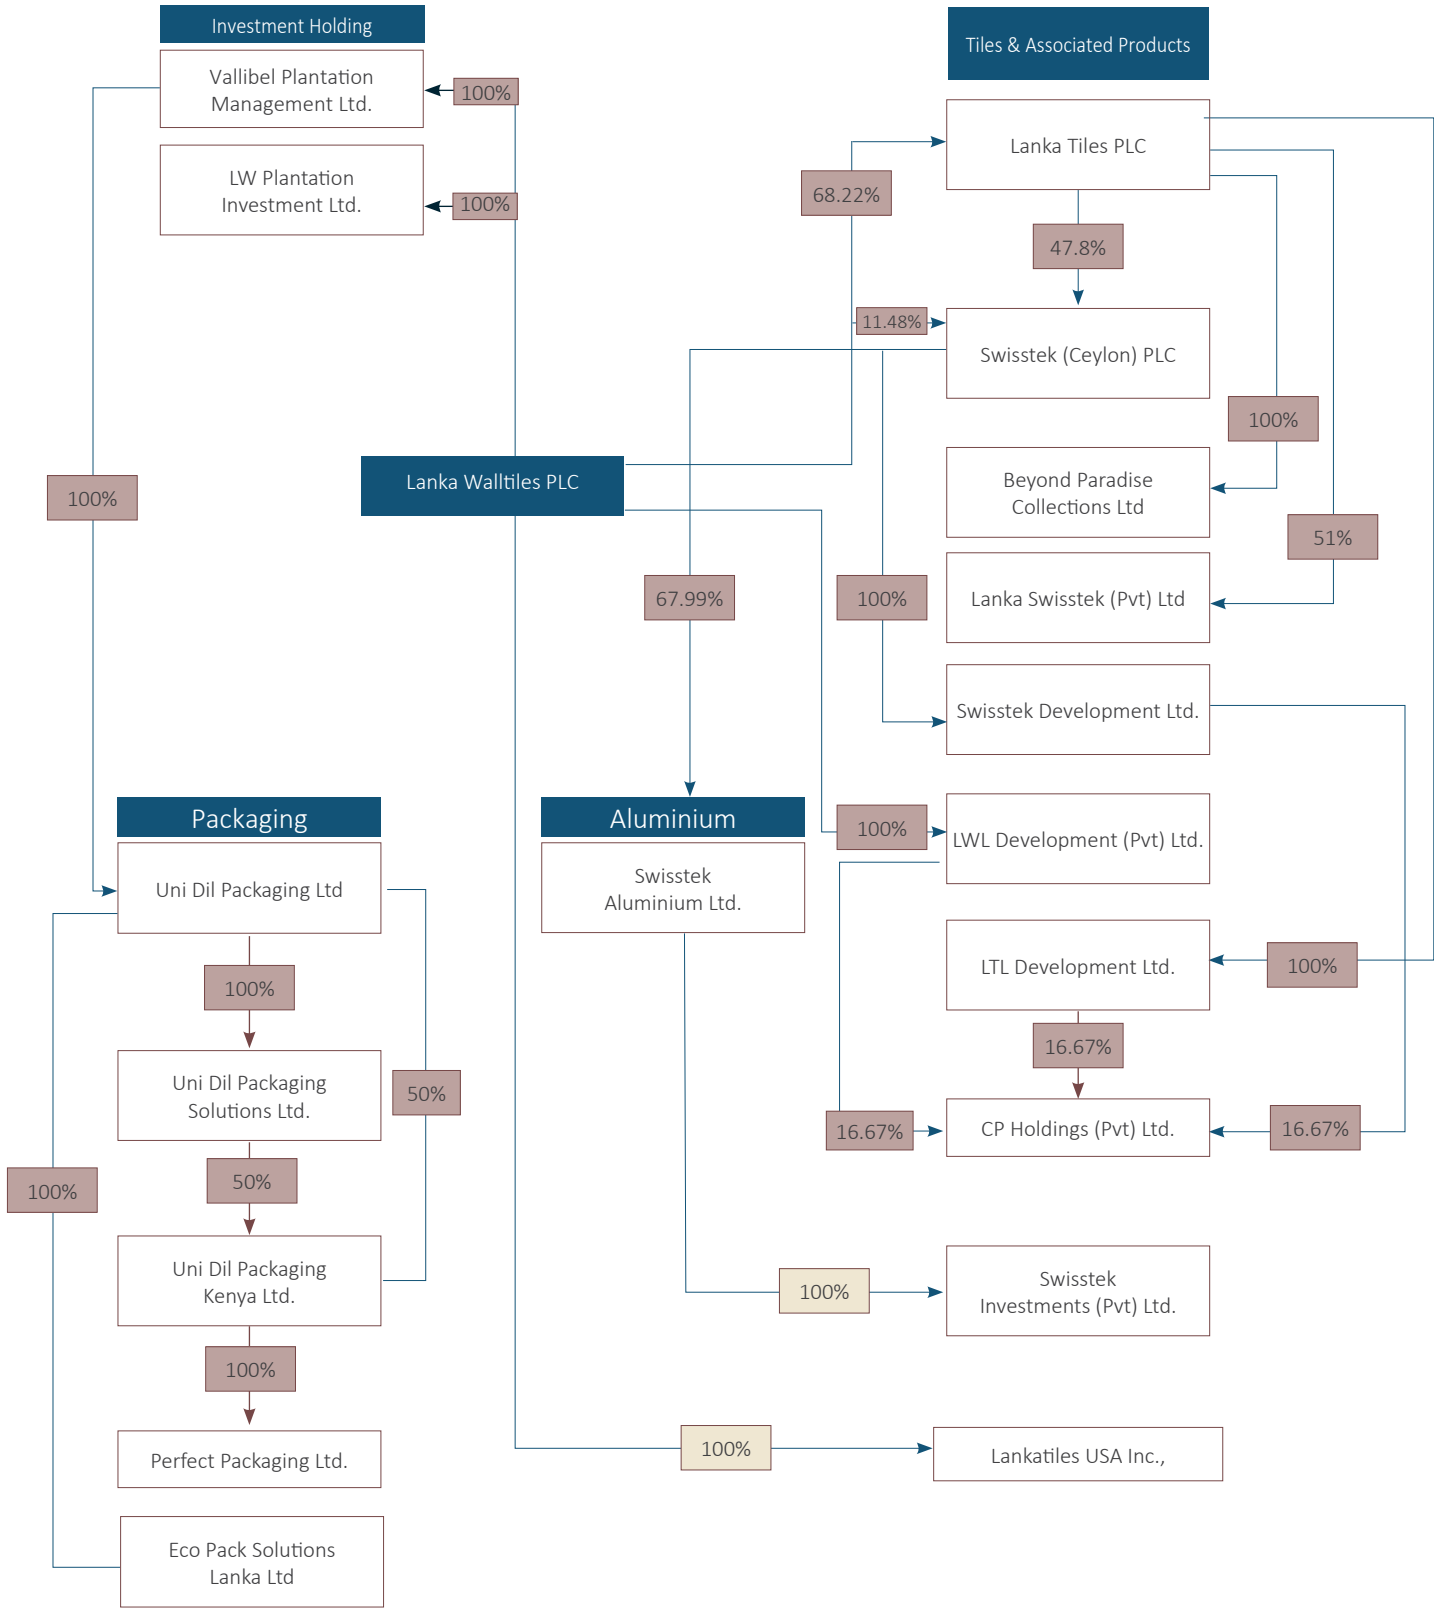 Investment Holding
Vallibel Plantation
Management Ltd.
100%
LW Plantation
Investment Ltd.
100%
Tiles & Associated Products
Lanka Tiles PLC
68.22%
47.8%
11.48%
Swisstek (Ceylon) PLC
100%
Lanka Walltiles PLC
100%
Beyond Paradise
Collections Ltd
51%
67.99%
100%
Lanka Swisstek (Pvt) Ltd
Swisstek Development Ltd.
Packaging
Uni Dil Packaging Ltd
100%
Uni Dil Packaging
Solutions Ltd.
50%
50%
100%
Uni Dil Packaging
Kenya Ltd.
100%
Perfect Packaging Ltd.
Eco Pack Solutions
Lanka Ltd
Aluminium
Swisstek
Aluminium Ltd.
100%
LWL Development (Pvt) Ltd.
LTL Development Ltd.
100%
16.67%
16.67%
CP Holdings (Pvt) Ltd.
16.67%
100%
Swisstek
Investments (Pvt) Ltd.
100%
Lankatiles USA Inc.,